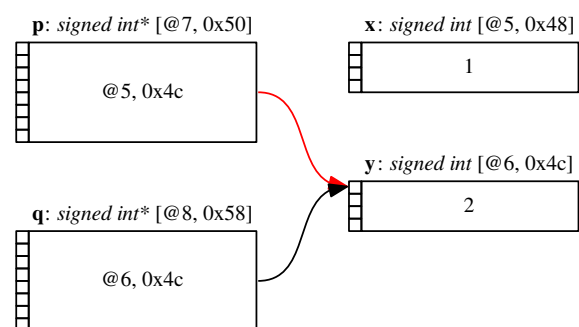 p: signed int* [@7, 0x50]
@5, 0x4c
x: signed int [@5, 0x48]
1
y: signed int [@6, 0x4c]
2
q: signed int* [@8, 0x58]
@6, 0x4c